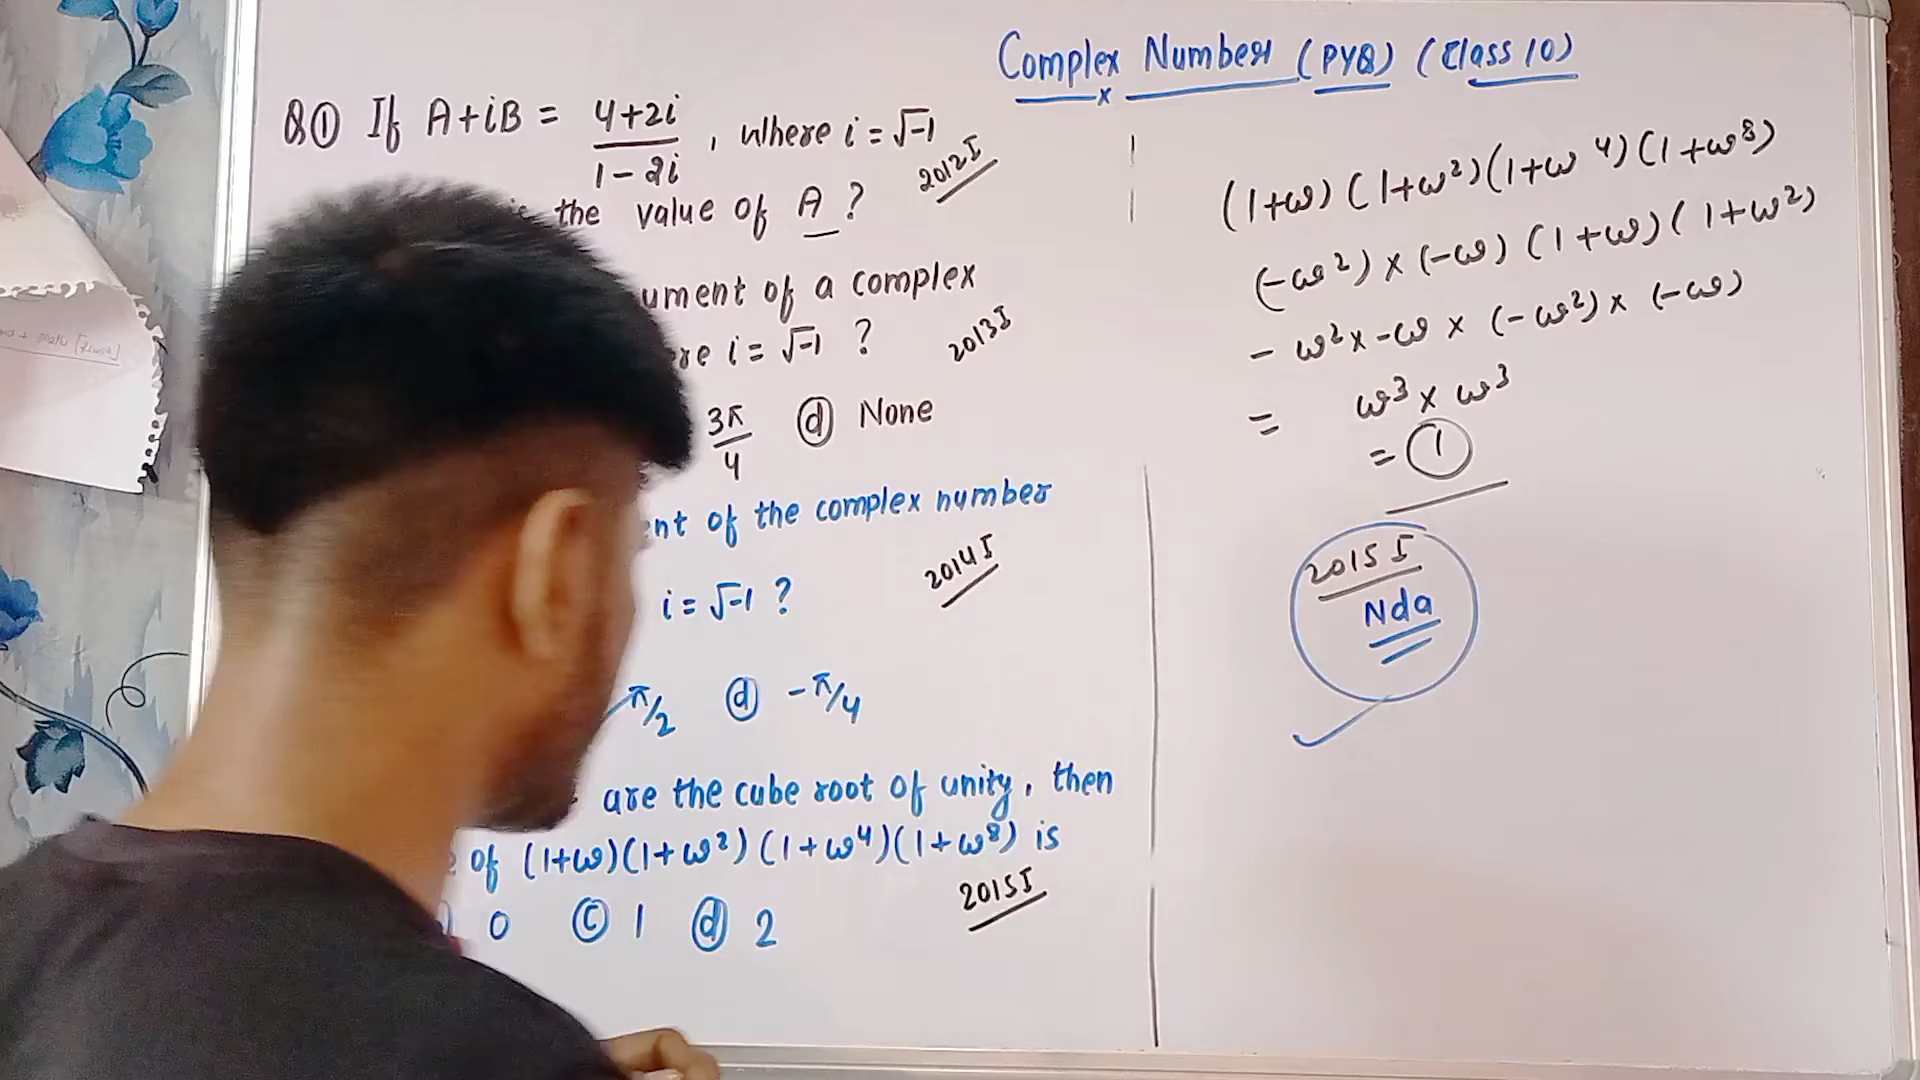 Complex Number (PYQ) (Class 10)
Q① If A+iB = 4+2i / 1-2i , where i = √-1
the value of A ? 2012 I
ument of a complex
re i = √-1 ? 2013 I
3π/4 ⓓ None
nt of the complex number
i = √-1 ? 2014 I
π/2 ⓓ -π/4
are the cube root of unity, then
of (1+ω)(1+ω²)(1+ω⁴)(1+ω⁸) is
0 ⓒ 1 ⓓ 2 2015 I
(1+ω)(1+ω²)(1+ω⁴)(1+ω⁸)
(-ω²)×(-ω)(1+ω)(1+ω²)
-ω²×-ω×(-ω²)×(-ω)
= ω³×ω³
= 1
2015 I
Nda